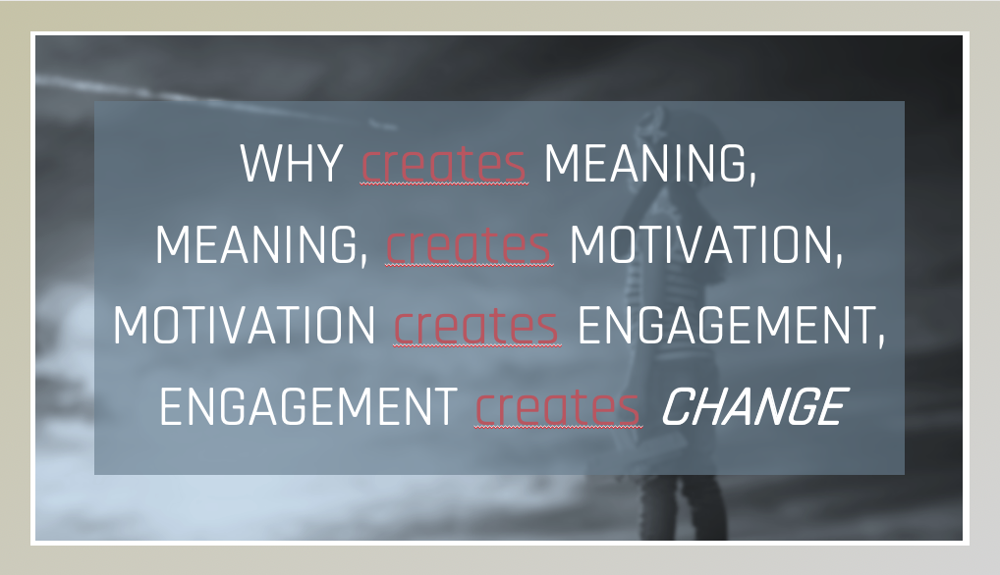 WHY creates MEANING,
MEANING, creates MOTIVATION,
MOTIVATION creates ENGAGEMENT,
ENGAGEMENT creates CHANGE